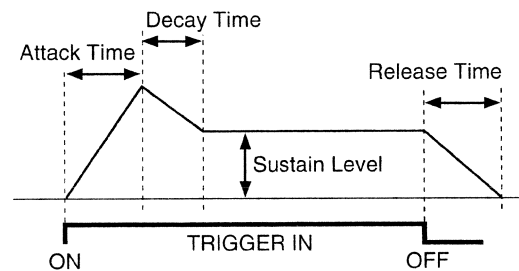 Decay Time
Attack Time
Release Time
Sustain Level
TRIGGER IN
ON
OFF